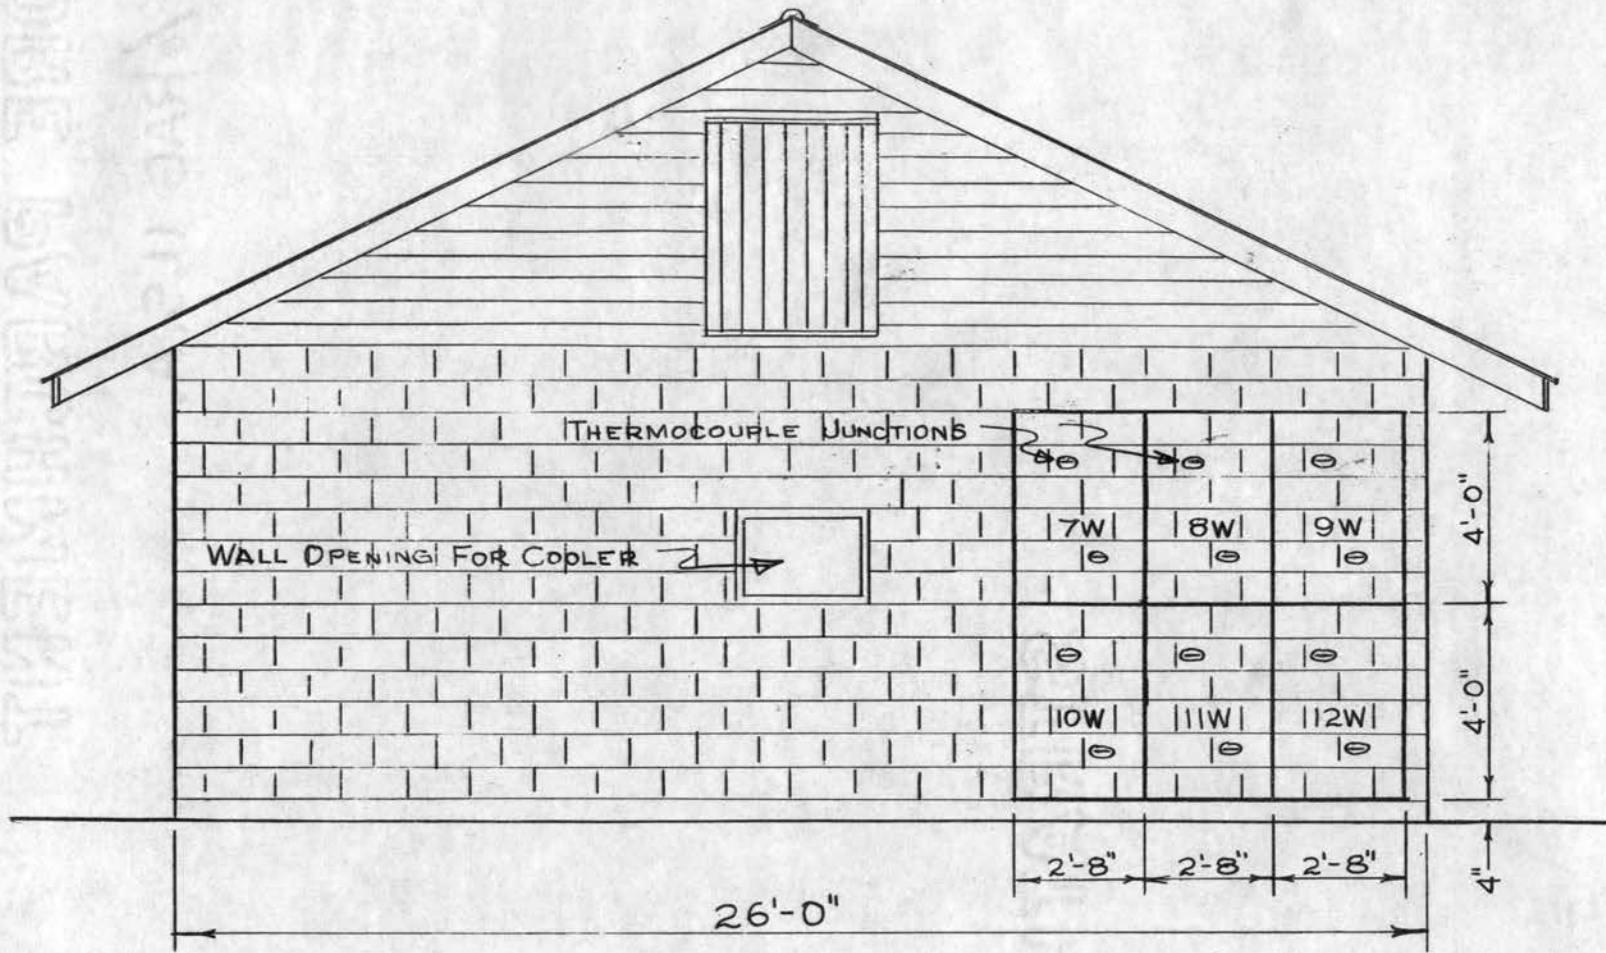 THERMOCOUPLE JUNCTIONS
7W 8W 9W
WALL OPENING FOR COOLER
4'-0"
10W 11W 12W
4'-0"
2'-8" 2'-8" 2'-8"
4"
26'-0"